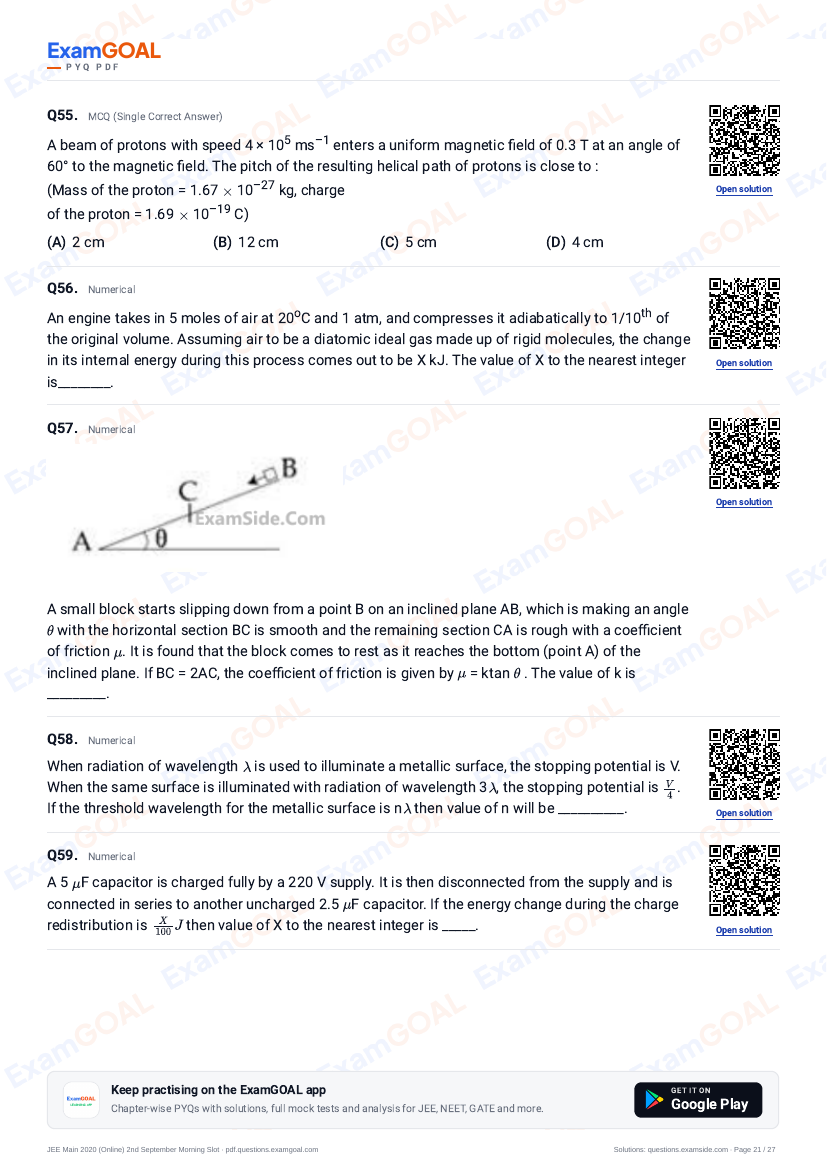 ExamGOAL
PYQ PDF
Q55. MCQ (Single Correct Answer)
A beam of protons with speed 4 × 10⁵ ms⁻¹ enters a uniform magnetic field of 0.3 T at an angle of
60° to the magnetic field. The pitch of the resulting helical path of protons is close to :
(Mass of the proton = 1.67 × 10⁻²⁷ kg, charge
of the proton = 1.69 × 10⁻¹⁹ C)
(A) 2 cm (B) 12 cm (C) 5 cm (D) 4 cm
Open solution
Q56. Numerical
An engine takes in 5 moles of air at 20°C and 1 atm, and compresses it adiabatically to 1/10ᵗʰ of
the original volume. Assuming air to be a diatomic ideal gas made up of rigid molecules, the change
in its internal energy during this process comes out to be X kJ. The value of X to the nearest integer
is________.
Open solution
Q57. Numerical
B
C
ExamSide.Com
A θ
Open solution
A small block starts slipping down from a point B on an inclined plane AB, which is making an angle
θ with the horizontal section BC is smooth and the remaining section CA is rough with a coefficient
of friction μ. It is found that the block comes to rest as it reaches the bottom (point A) of the
inclined plane. If BC = 2AC, the coefficient of friction is given by μ = ktan θ . The value of k is
_________.
Q58. Numerical
When radiation of wavelength λ is used to illuminate a metallic surface, the stopping potential is V.
When the same surface is illuminated with radiation of wavelength 3λ, the stopping potential is V/4.
If the threshold wavelength for the metallic surface is nλ then value of n will be __________.
Open solution
Q59. Numerical
A 5 μF capacitor is charged fully by a 220 V supply. It is then disconnected from the supply and is
connected in series to another uncharged 2.5 μF capacitor. If the energy change during the charge
redistribution is X/100 J then value of X to the nearest integer is _____.
Open solution
Keep practising on the ExamGOAL app
Chapter-wise PYQs with solutions, full mock tests and analysis for JEE, NEET, GATE and more.
GET IT ON
Google Play
JEE Main 2020 (Online) 2nd September Morning Slot · pdf.questions.examgoal.com
Solutions: questions.examside.com · Page 21 / 27